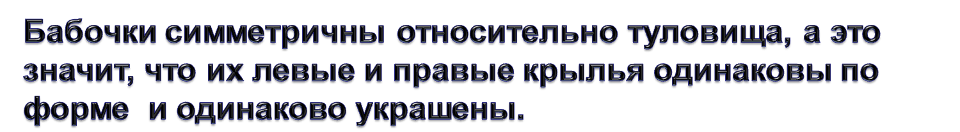 Бабочки симметричны относительно туловища, а это
значит, что их левые и правые крылья одинаковы по
форме  и одинаково украшены.